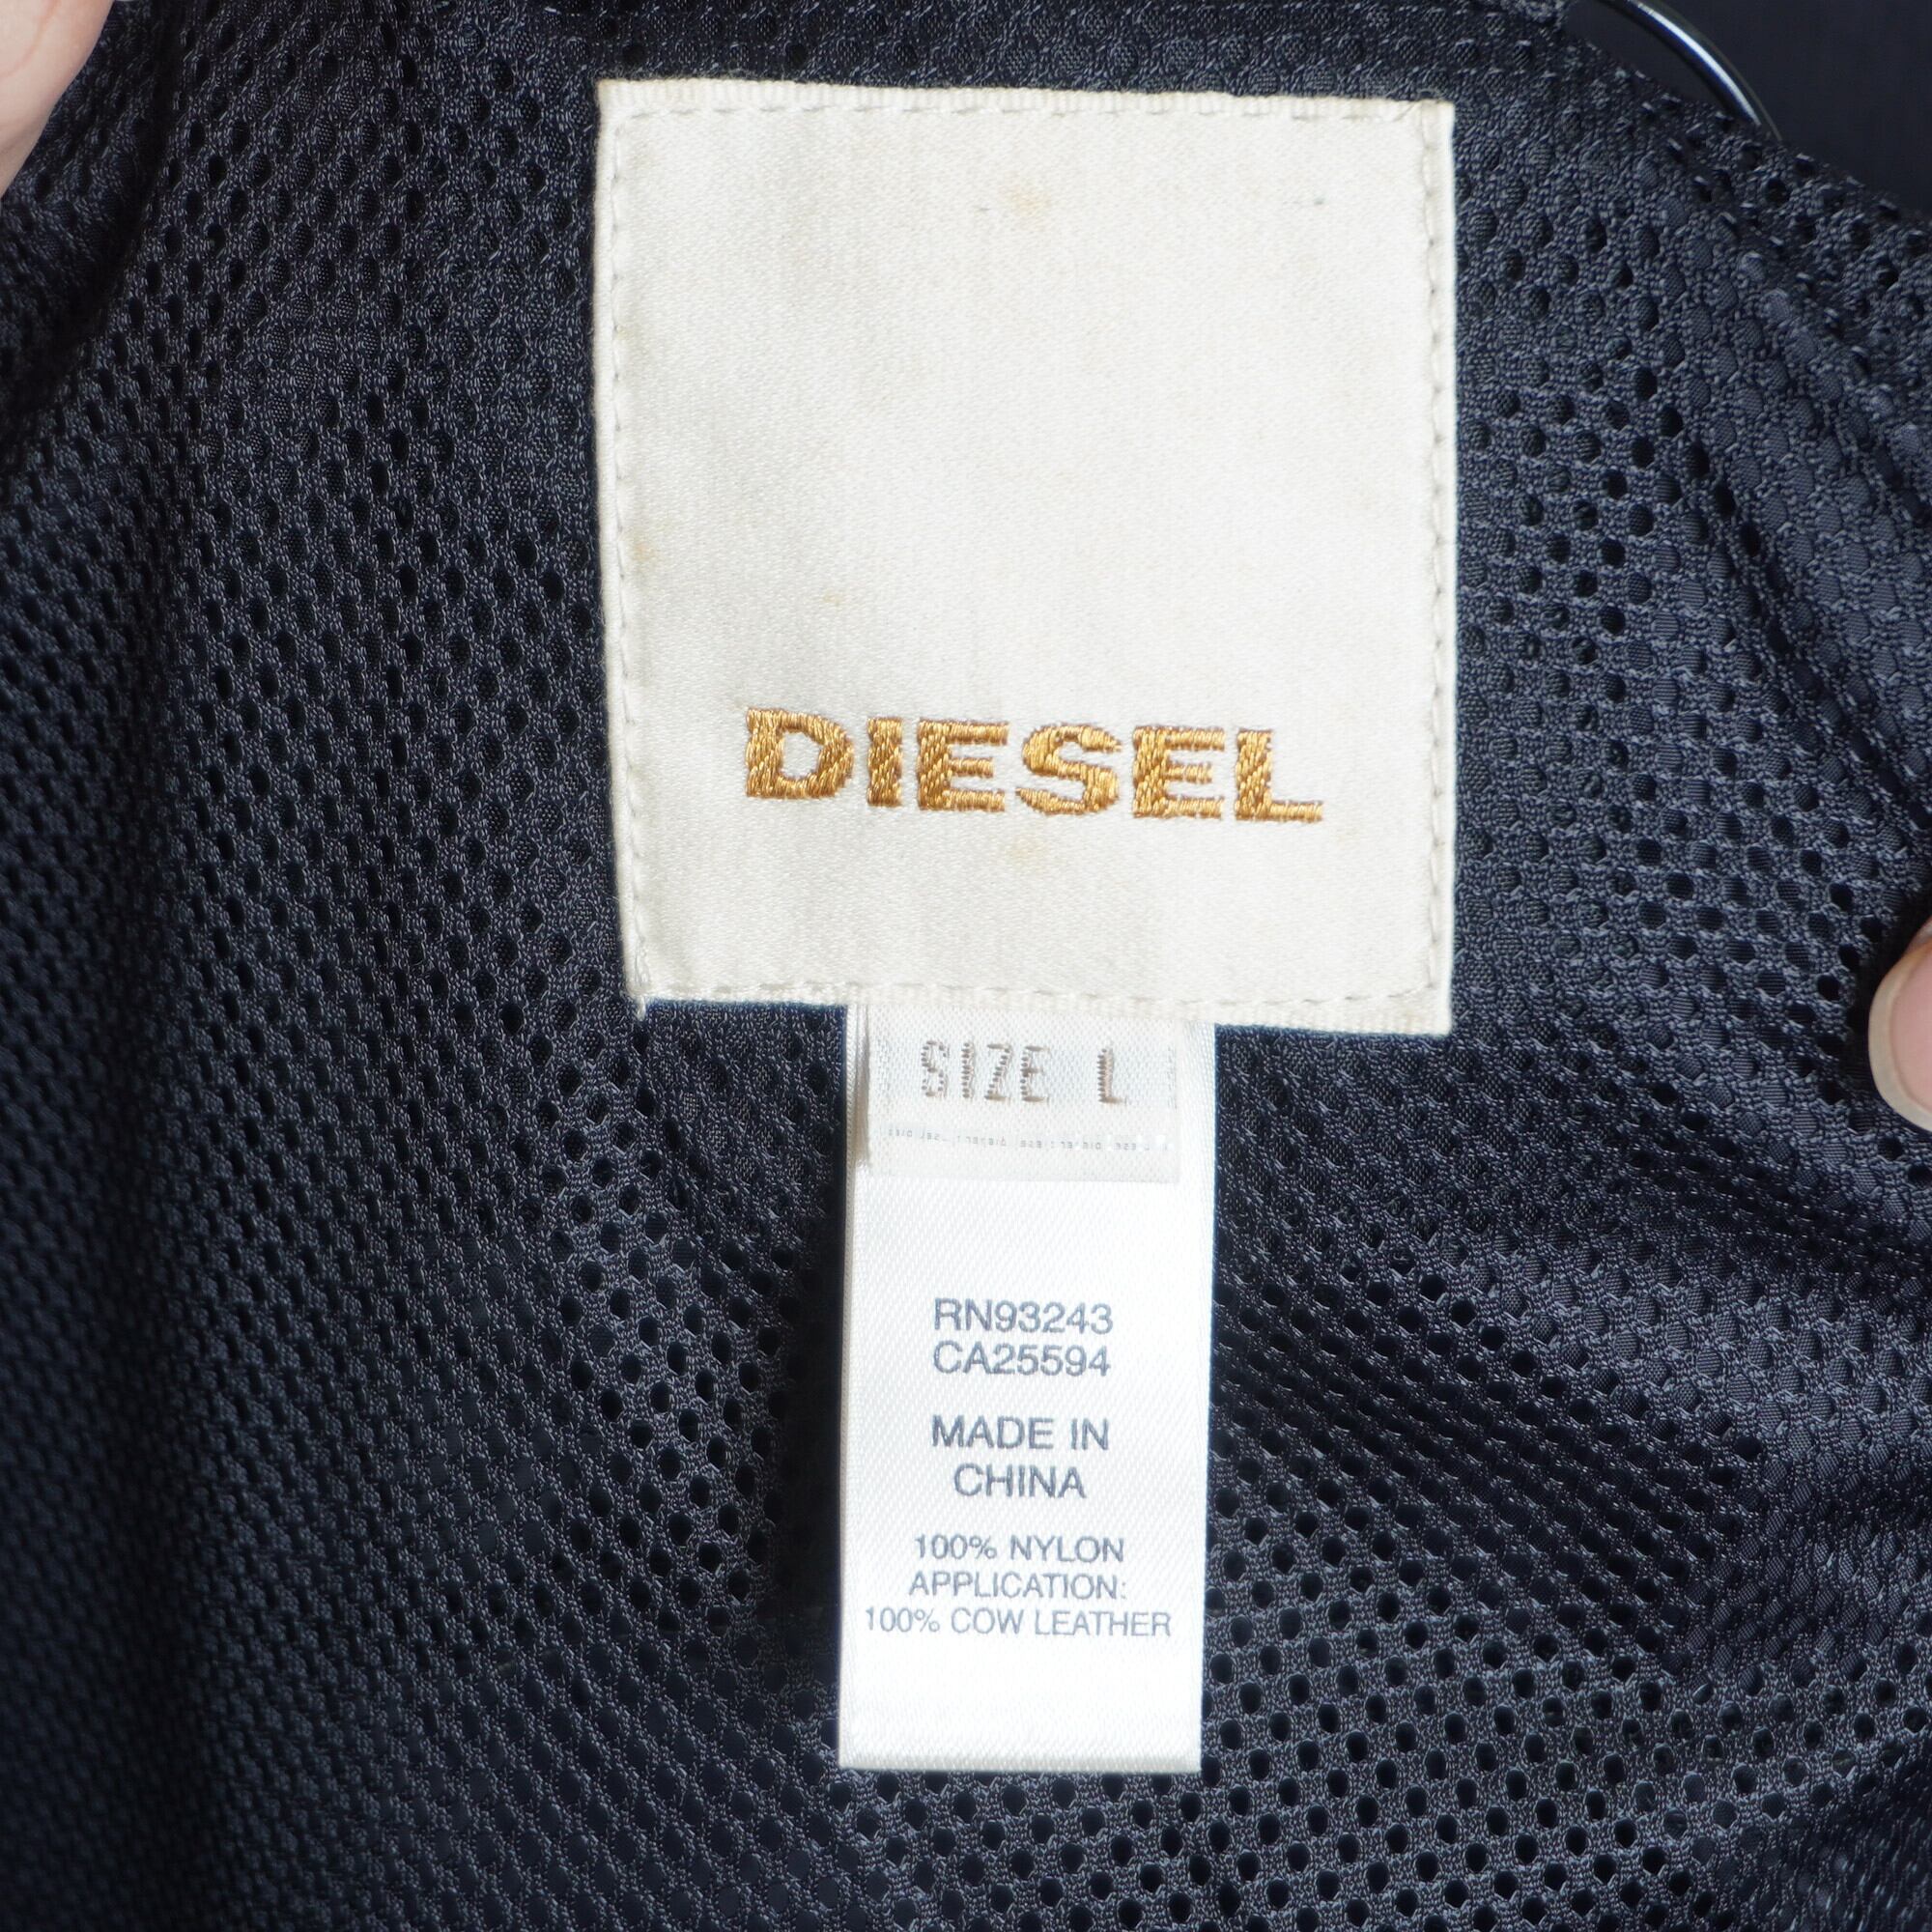 DIESEL
SIZE L
RN93243
CA25594
MADE IN
CHINA
100% NYLON
APPLICATION:
100% COW LEATHER